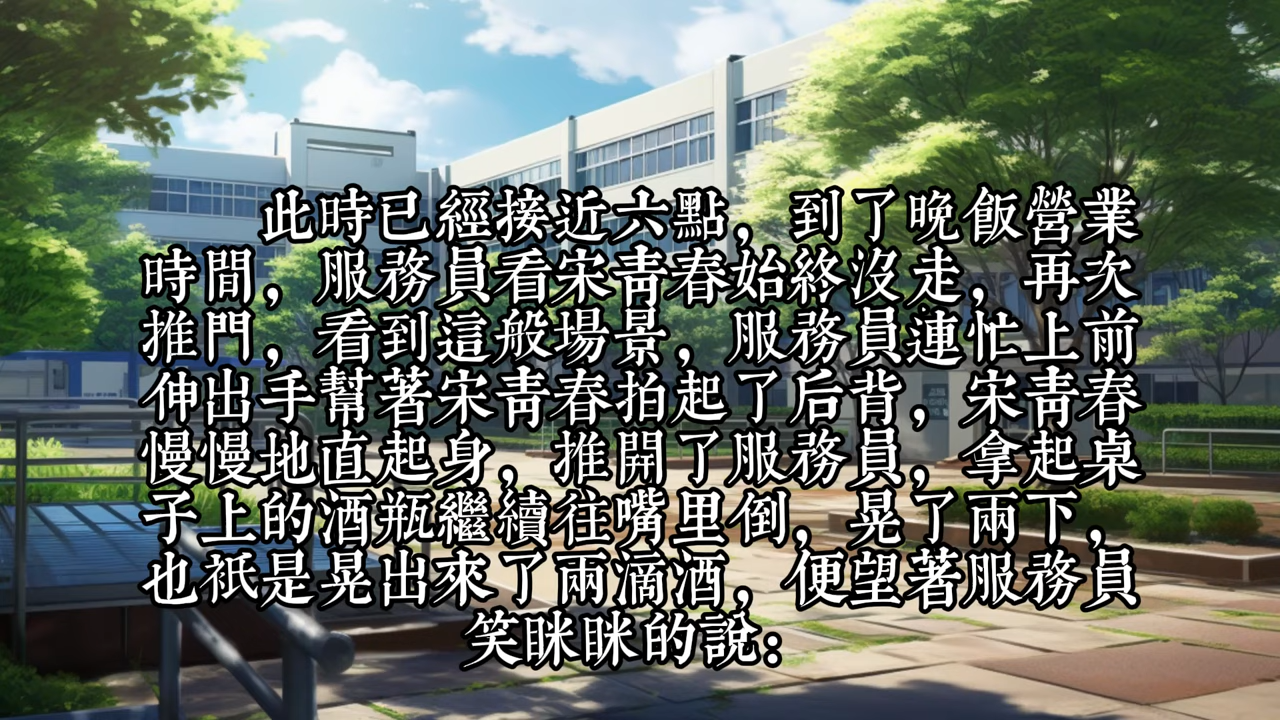 此時已經接近六點，到了晚飯營業
時間，服務員看宋靑春始終沒走，再次
推門，看到這般場景，服務員連忙上前
伸出手幫著宋靑春拍起了后背，宋靑春
慢慢地直起身，推開了服務員，拿起桌
子上的酒瓶繼續往嘴里倒，晃了兩下，
也衹是晃出來了兩滴酒，便望著服務員
笑眯眯的說：